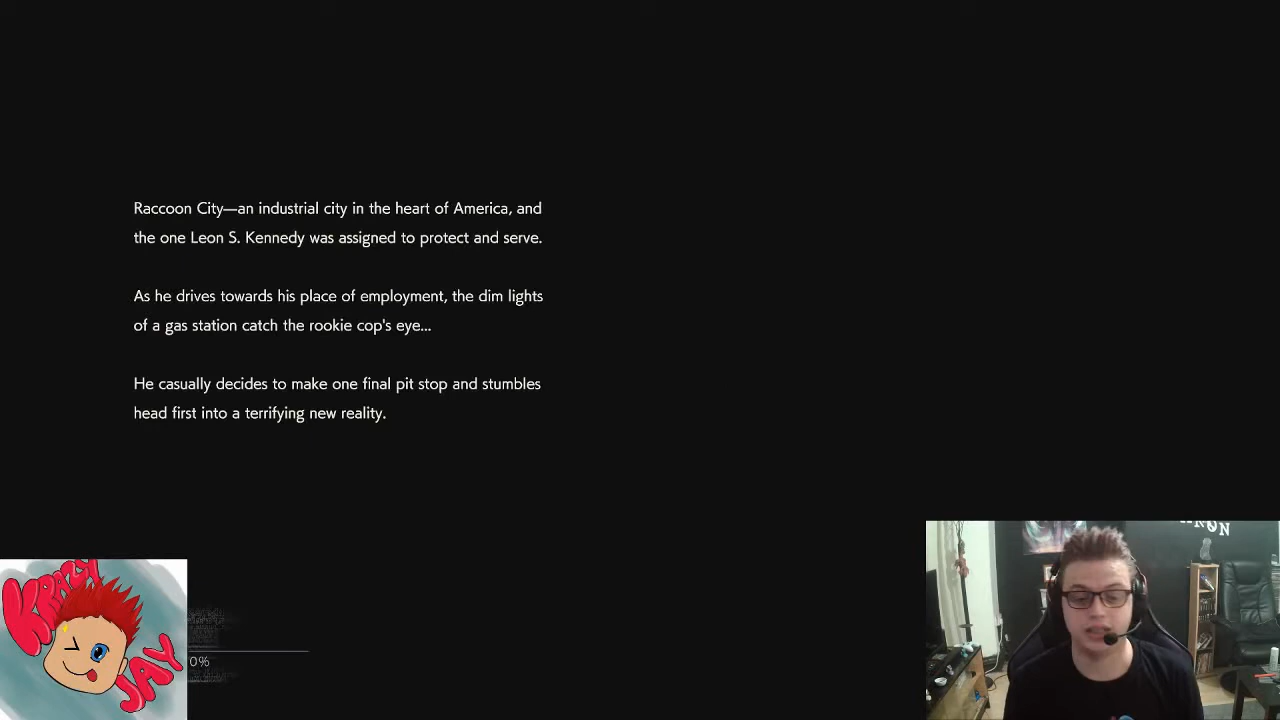 Raccoon City—an industrial city in the heart of America, and
the one Leon S. Kennedy was assigned to protect and serve.
As he drives towards his place of employment, the dim lights
of a gas station catch the rookie cop's eye...
He casually decides to make one final pit stop and stumbles
head first into a terrifying new reality.
KRAZY
JAY
0%